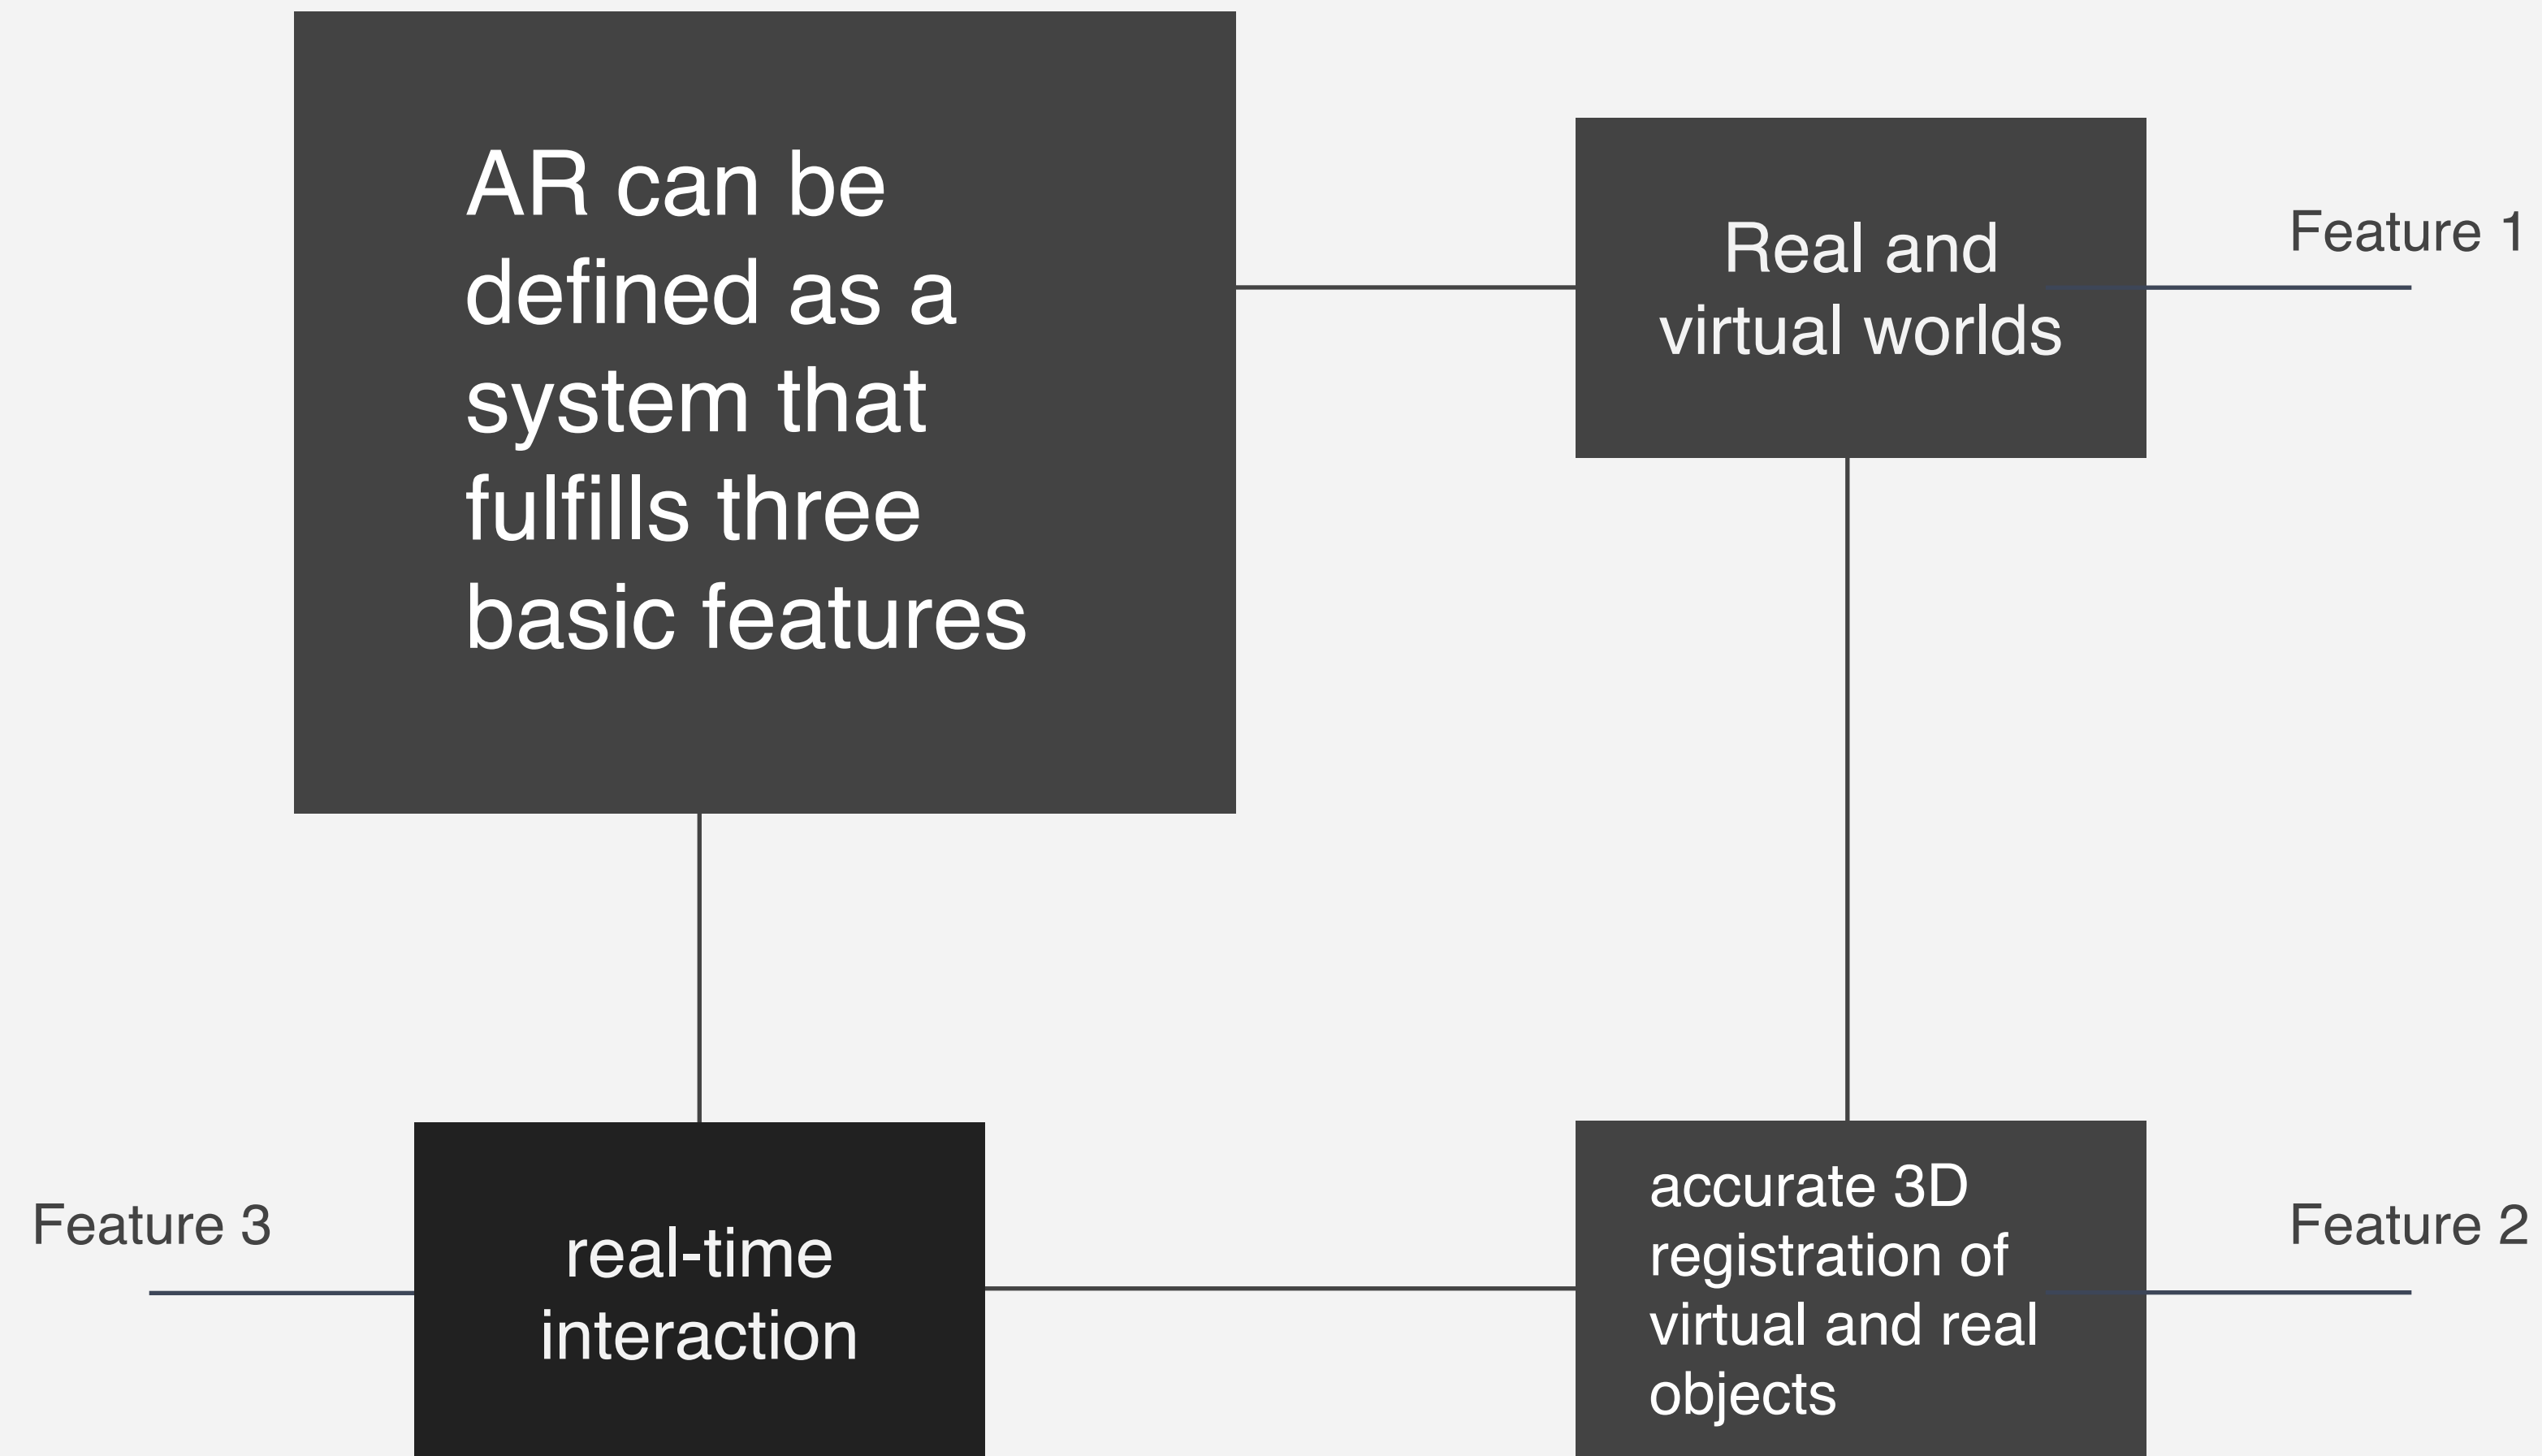 AR can be
defined as a
system that
fulfills three
basic features
Real and
virtual worlds
Feature 1
accurate 3D
registration of
virtual and real
objects
Feature 2
real-time
interaction
Feature 3